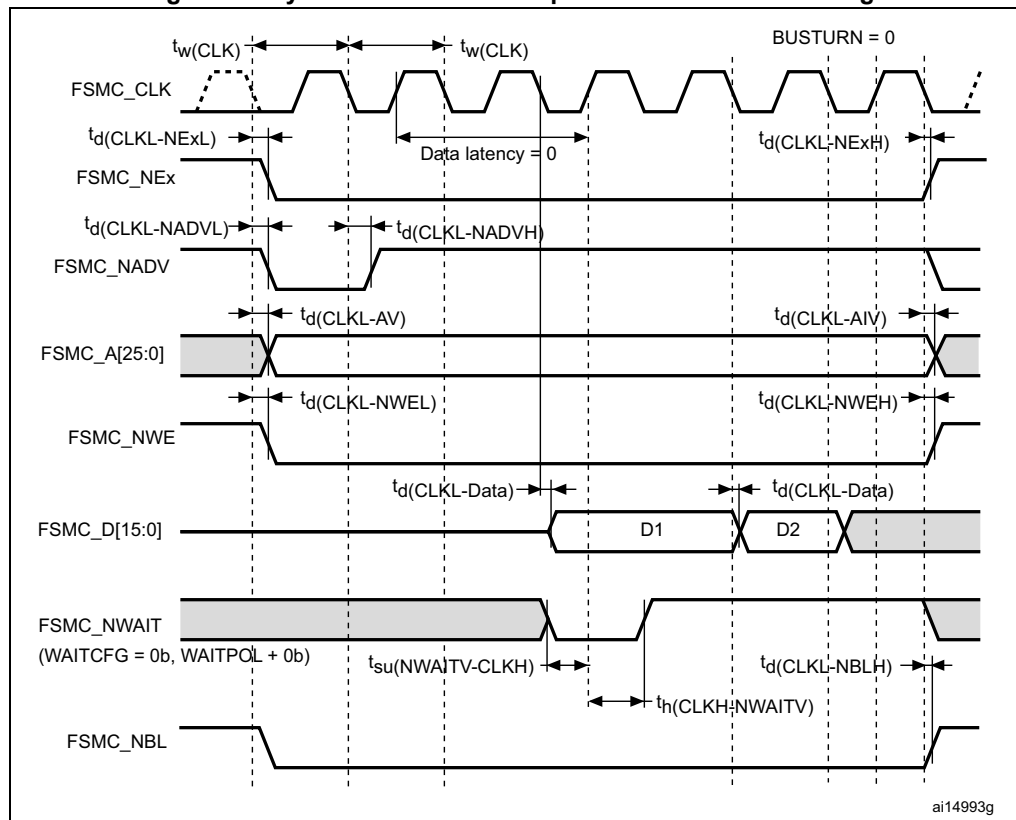 tw(CLK) tw(CLK) BUSTURN = 0
FSMC_CLK
td(CLKL-NExL) Data latency = 0 td(CLKL-NExH)
FSMC_NEx
td(CLKL-NADVL) td(CLKL-NADVH)
FSMC_NADV
td(CLKL-AV) td(CLKL-AIV)
FSMC_A[25:0]
td(CLKL-NWEL) td(CLKL-NWEH)
FSMC_NWE
td(CLKL-Data) td(CLKL-Data)
FSMC_D[15:0] D1 D2
FSMC_NWAIT
(WAITCFG = 0b, WAITPOL + 0b) tsu(NWAITV-CLKH) td(CLKL-NBLH)
th(CLKH-NWAITV)
FSMC_NBL
ai14993g